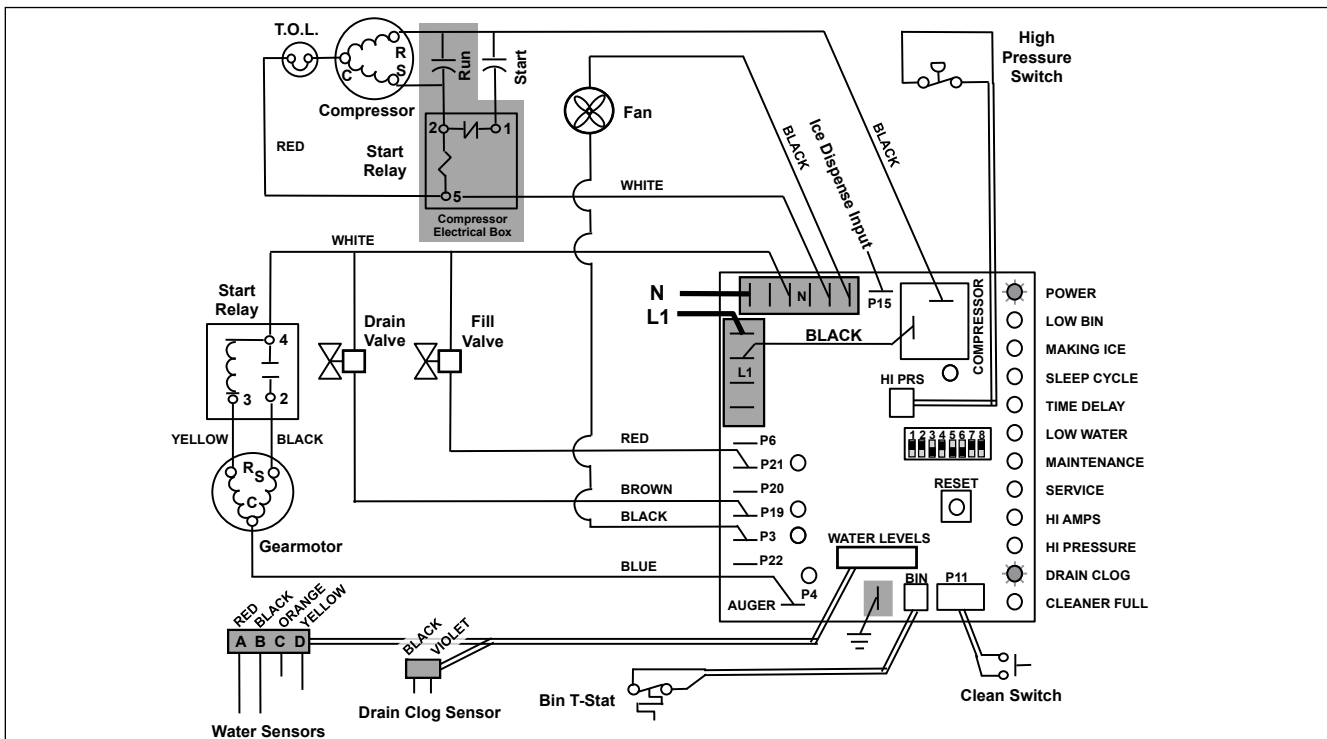 T.O.L.
R
S
C
Compressor
Run
Start
2
1
Start
Relay
5
Compressor
Electrical Box
RED
Fan
BLACK
BLACK
Ice Dispense Input
High
Pressure
Switch
WHITE
WHITE
Start
Relay
4
3
2
YELLOW
BLACK
R
S
C
Gearmotor
Drain
Valve
Fill
Valve
N
L1
N
P15
BLACK
L1
COMPRESSOR
HI PRS
1 2 3 4 5 6 7 8
RESET
POWER
LOW BIN
MAKING ICE
SLEEP CYCLE
TIME DELAY
LOW WATER
MAINTENANCE
SERVICE
HI AMPS
HI PRESSURE
DRAIN CLOG
CLEANER FULL
RED
P6
P21
P20
BROWN
P19
BLACK
P3
P22
BLUE
P4
AUGER
WATER LEVELS
BIN
P11
RED
BLACK
ORANGE
YELLOW
A B C D
Water Sensors
BLACK
VIOLET
Drain Clog Sensor
Bin T-Stat
Clean Switch